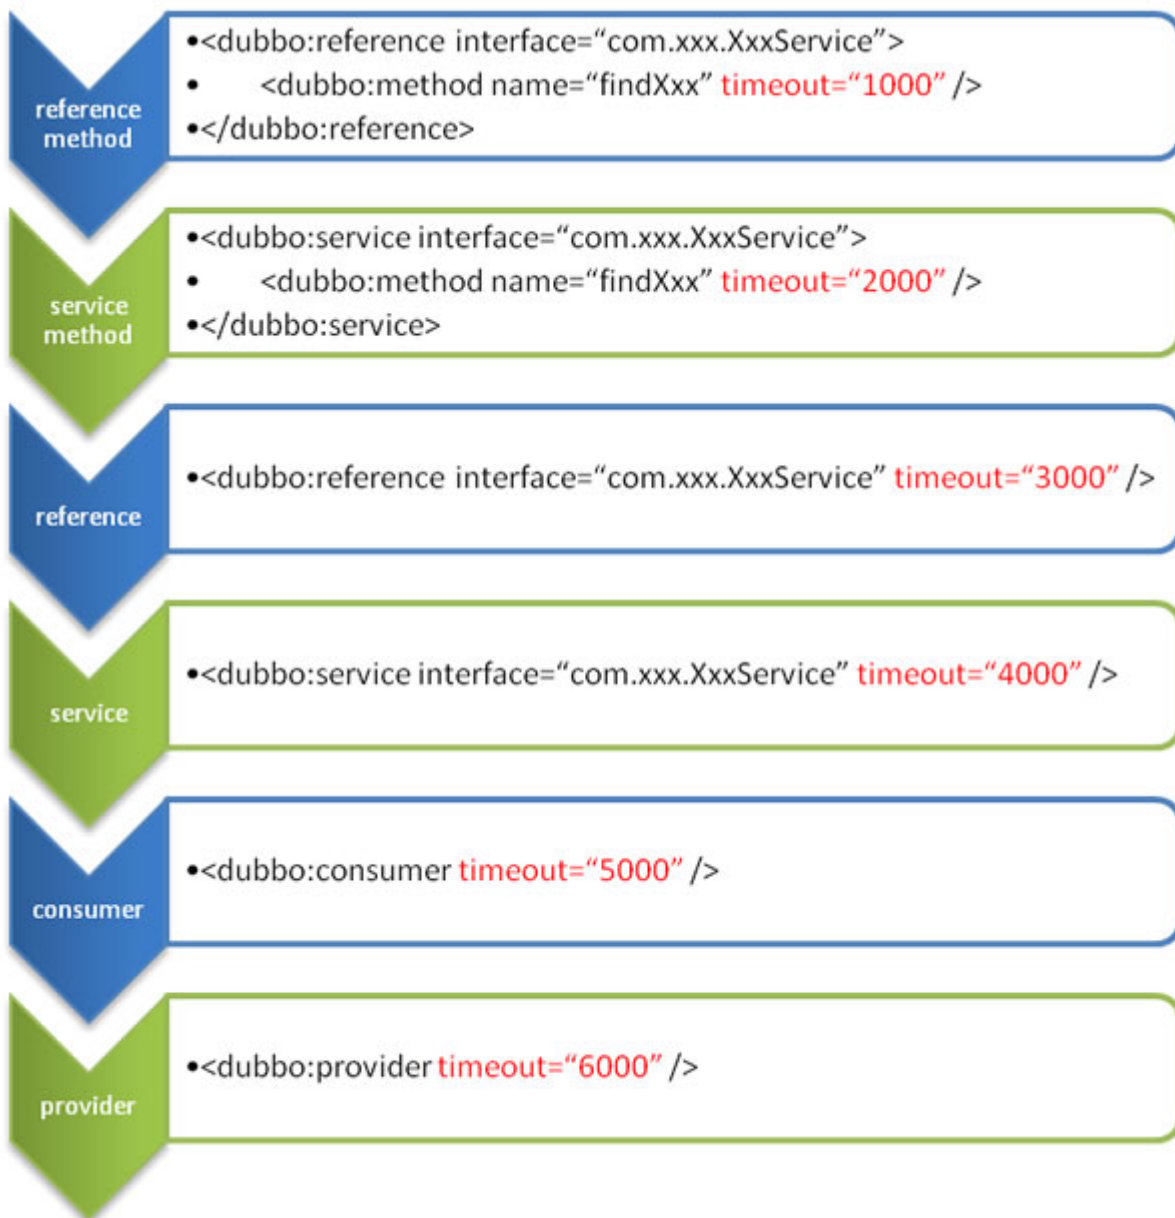 reference
method
•<dubbo:reference interface=“com.xxx.XxxService”>
• <dubbo:method name=“findXxx” timeout=“1000” />
•</dubbo:reference>
service
method
•<dubbo:service interface=“com.xxx.XxxService”>
• <dubbo:method name=“findXxx” timeout=“2000” />
•</dubbo:service>
reference
•<dubbo:reference interface=“com.xxx.XxxService” timeout=“3000” />
service
•<dubbo:service interface=“com.xxx.XxxService” timeout=“4000” />
consumer
•<dubbo:consumer timeout=“5000” />
provider
•<dubbo:provider timeout=“6000” />